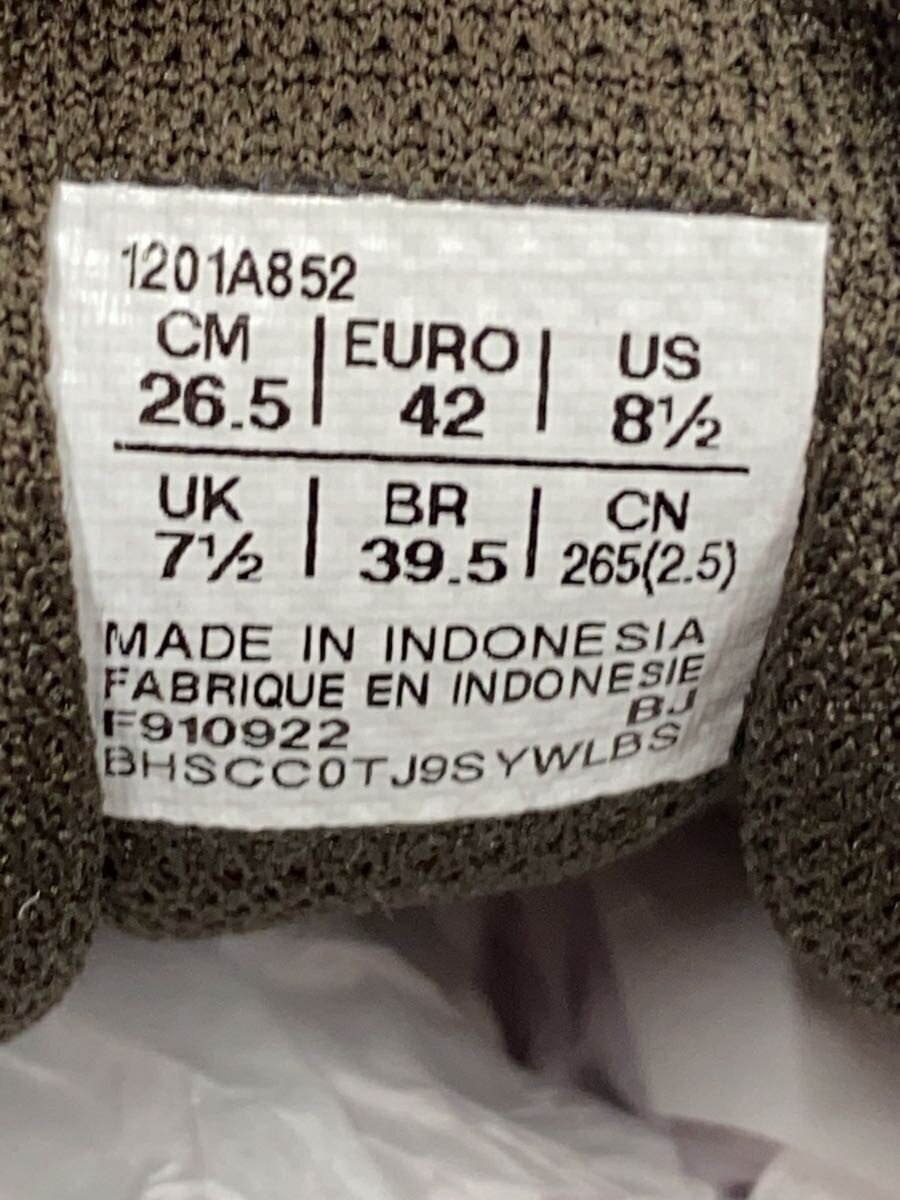 1201A852
CM | EURO | US
26.5 | 42 | 8½
UK | BR | CN
7½ | 39.5 | 265(2.5)
MADE IN INDONESIA
FABRIQUE EN INDONESIE
F910922 BJ
BHSCC0TJ9SYWLBS